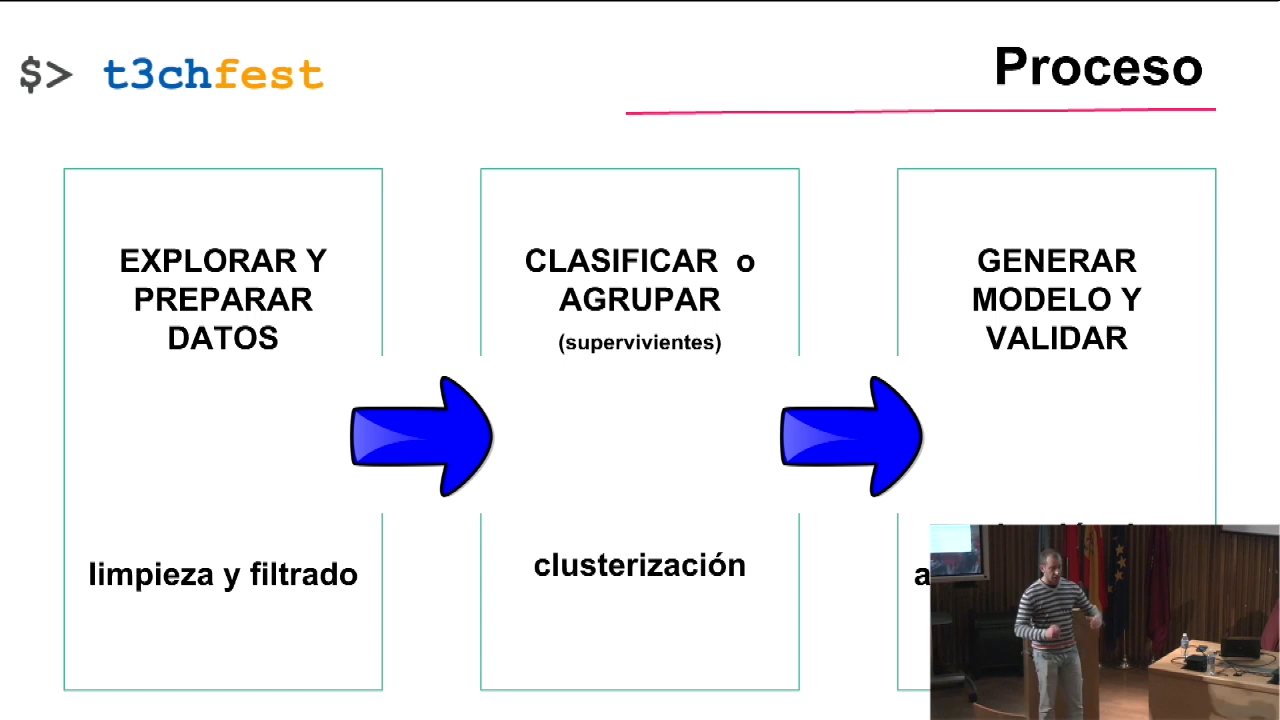 $> t3chfest
Proceso
EXPLORAR Y
PREPARAR
DATOS
limpieza y filtrado
CLASIFICAR o
AGRUPAR
(supervivientes)
clusterización
GENERAR
MODELO Y
VALIDAR